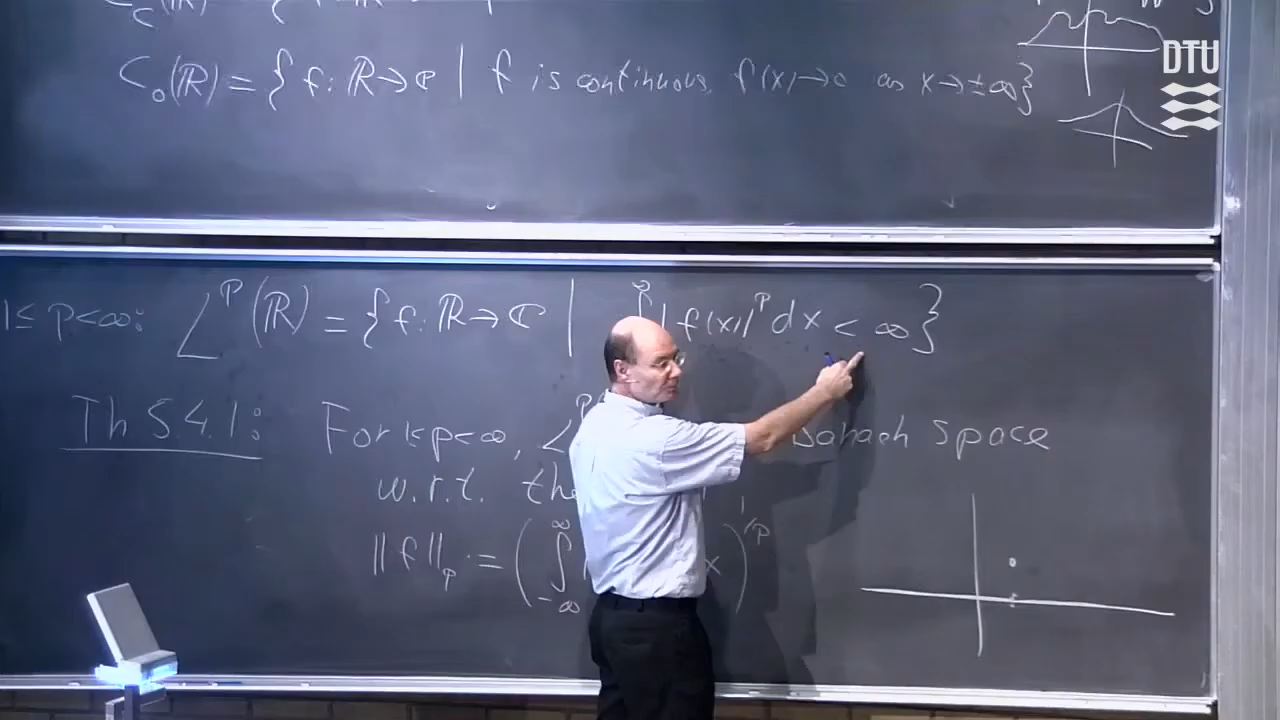 C_c(ℝ) = {
C₀(ℝ) = { f: ℝ→ℂ | f is continuous, f(x)→0 as x→±∞}
DTU
1≤p<∞: L^p(ℝ) = { f: ℝ→ℂ | ∫^∞ |f(x)|^p dx < ∞}
Th 5.4.1: For 1≤p<∞, L^p Banach space
w.r.t. the
‖f‖_p := (∫_{-∞}^∞ x)^{1/p}